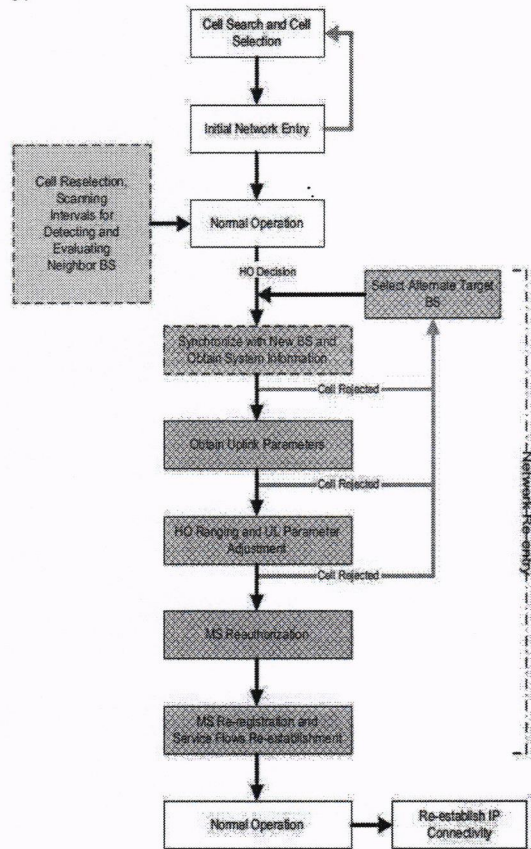 Cell Search and Cell
Selection
Initial Network Entry
Cell Reselection,
Scanning
Intervals for
Detecting and
Evaluating
Neighbor BS
Normal Operation
HO Decision
Select Alternate Target
BS
Synchronize with New BS and
Obtain System Information
Cell Rejected
Obtain Uplink Parameters
Cell Rejected
HO Ranging and UL Parameter
Adjustment
Cell Rejected
Network Re-entry
MS Reauthorization
MS Re-registration and
Service Flows Re-establishment
Normal Operation
Re-establish IP
Connectivity